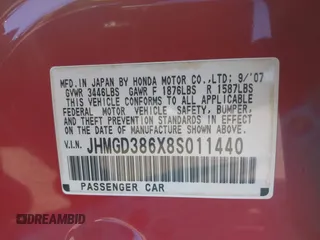 MFD. IN JAPAN BY HONDA MOTOR CO.,LTD; 9/'07
GVWR 3446LBS GAWR F 1876LBS R 1587LBS
THIS VEHICLE CONFORMS TO ALL APPLICABLE
FEDERAL MOTOR VEHICLE SAFETY, BUMPER,
AND THEFT PREVENTION STANDARDS IN EFFECT
ON THE DATE OF MANUFACTURE SHOWN ABOVE.
V.I.N. JHMGD386X8S011440
PASSENGER CAR
DREAMBID